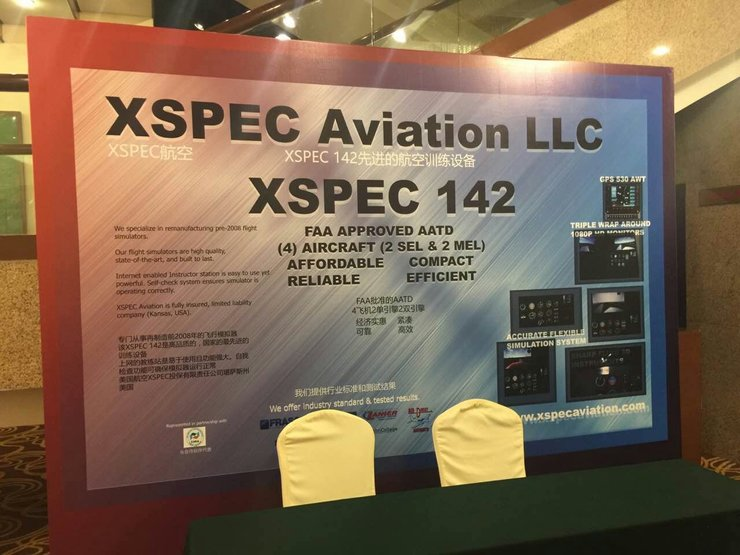 XSPEC Aviation LLC
XSPEC航空
XSPEC 142先进的航空训练设备
XSPEC 142
We specialize in remanufacturing pre-2008 flight
simulators.
Our flight simulators are high quality,
state-of-the-art, and built to last.
Internet enabled Instructor station is easy to use yet
powerful. Self-check system ensures simulator is
operating correctly.
XSPEC Aviation is fully insured, limited liability
company (Kansas, USA).
FAA APPROVED AATD
(4) AIRCRAFT (2 SEL & 2 MEL)
AFFORDABLE COMPACT
RELIABLE EFFICIENT
FAA批准的AATD
4飞机2单引擎2双引擎
经济实惠 紧凑
可靠 高效
专门从事再制造前2008年的飞行模拟器
该XSPEC 142是高品质的，国家的最先进的
训练设备
上网的教练站是易于使用且功能强大。自我
检查功能可确保模拟器运行正常
美国航空XSPEC投保有限责任公司堪萨斯州
美国
GPS 530 AWT
TRIPLE WRAP AROUND
1080P HD MONITORS
ACCURATE FLEXIBLE
SIMULATION SYSTEM
SHARP
我们提供行业标准和测试结果
We offer industry standard & tested results.
www.xspecaviation.com
Represented in partnership with
FRAS
College